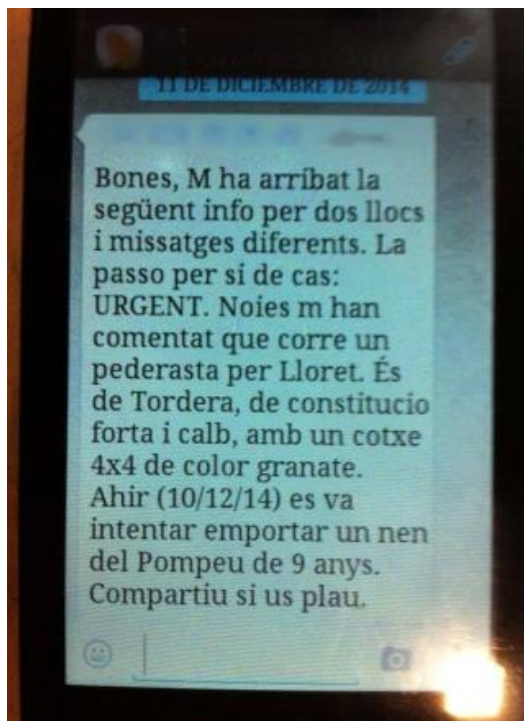 11 DE DICIEMBRE DE 2014
Bones, M ha arribat la
següent info per dos llocs
i missatges diferents. La
passo per si de cas:
URGENT. Noies m han
comentat que corre un
pederasta per Lloret. És
de Tordera, de constitucio
forta i calb, amb un cotxe
4x4 de color granate.
Ahir (10/12/14) es va
intentar emportar un nen
del Pompeu de 9 anys.
Compartiu si us plau.